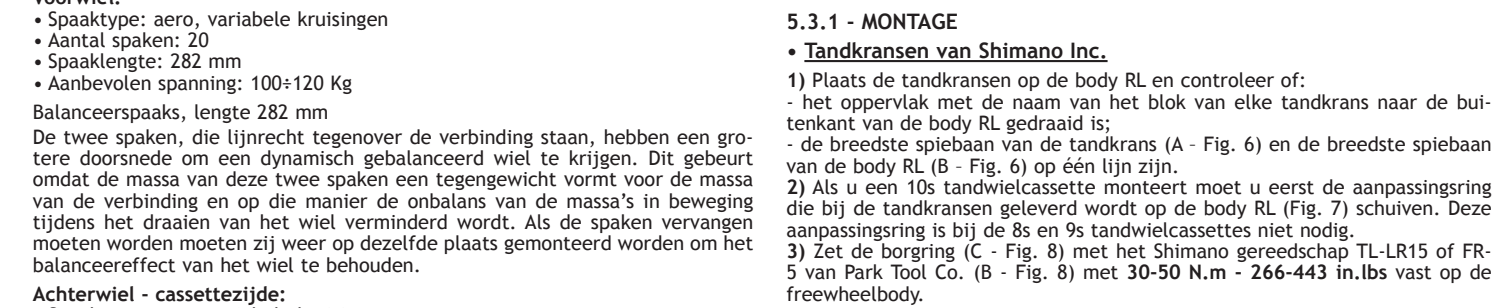 Voorwiel:
• Spaaktype: aero, variabele kruisingen
• Aantal spaken: 20
• Spaaklengte: 282 mm
• Aanbevolen spanning: 100÷120 Kg
Balanceerspaaks, lengte 282 mm
De twee spaken, die lijnrecht tegenover de verbinding staan, hebben een gro-
tere doorsnede om een dynamisch gebalanceerd wiel te krijgen. Dit gebeurt
omdat de massa van deze twee spaken een tegengewicht vormt voor de massa
van de verbinding en op die manier de onbalans van de massa's in beweging
tijdens het draaien van het wiel verminderd wordt. Als de spaken vervangen
moeten worden moeten zij weer op dezelfde plaats gemonteerd worden om het
balanceereffect van het wiel te behouden.
Achterwiel - cassettezijde:
5.3.1 - MONTAGE
• Tandkransen van Shimano Inc.
1) Plaats de tandkransen op de body RL en controleer of:
- het oppervlak met de naam van het blok van elke tandkrans naar de bui-
tenkant van de body RL gedraaid is;
- de breedste spiebaan van de tandkrans (A – Fig. 6) en de breedste spiebaan
van de body RL (B – Fig. 6) op één lijn zijn.
2) Als u een 10s tandwielcassette monteert moet u eerst de aanpassingsring
die bij de tandkransen geleverd wordt op de body RL (Fig. 7) schuiven. Deze
aanpassingsring is bij de 8s en 9s tandwielcassettes niet nodig.
3) Zet de borgring (C - Fig. 8) met het Shimano gereedschap TL-LR15 of FR-
5 van Park Tool Co. (B - Fig. 8) met 30-50 N.m - 266-443 in.lbs vast op de
freewheelbody.